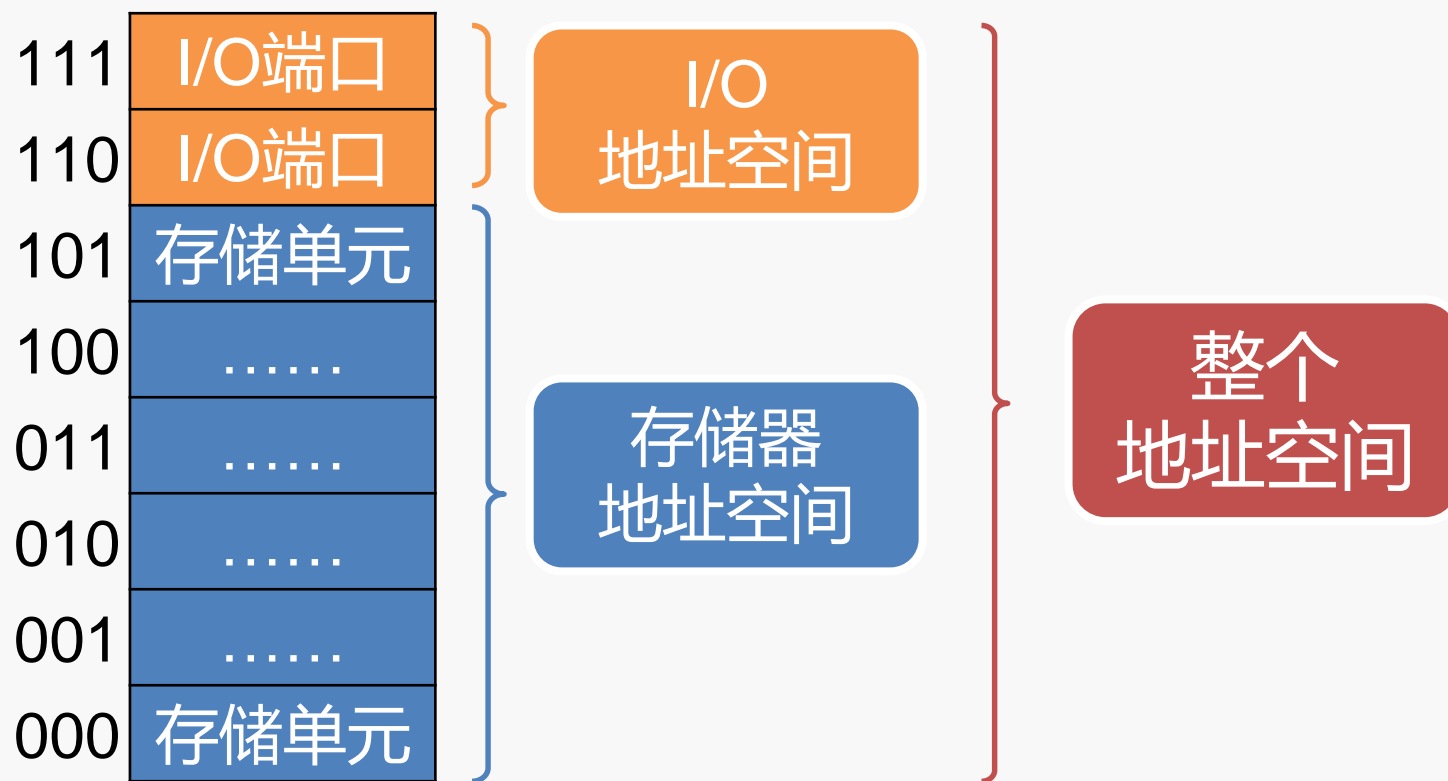 111 I/O端口
110 I/O端口
101 存储单元
100 ……
011 ……
010 ……
001 ……
000 存储单元
I/O
地址空间
存储器
地址空间
整个
地址空间